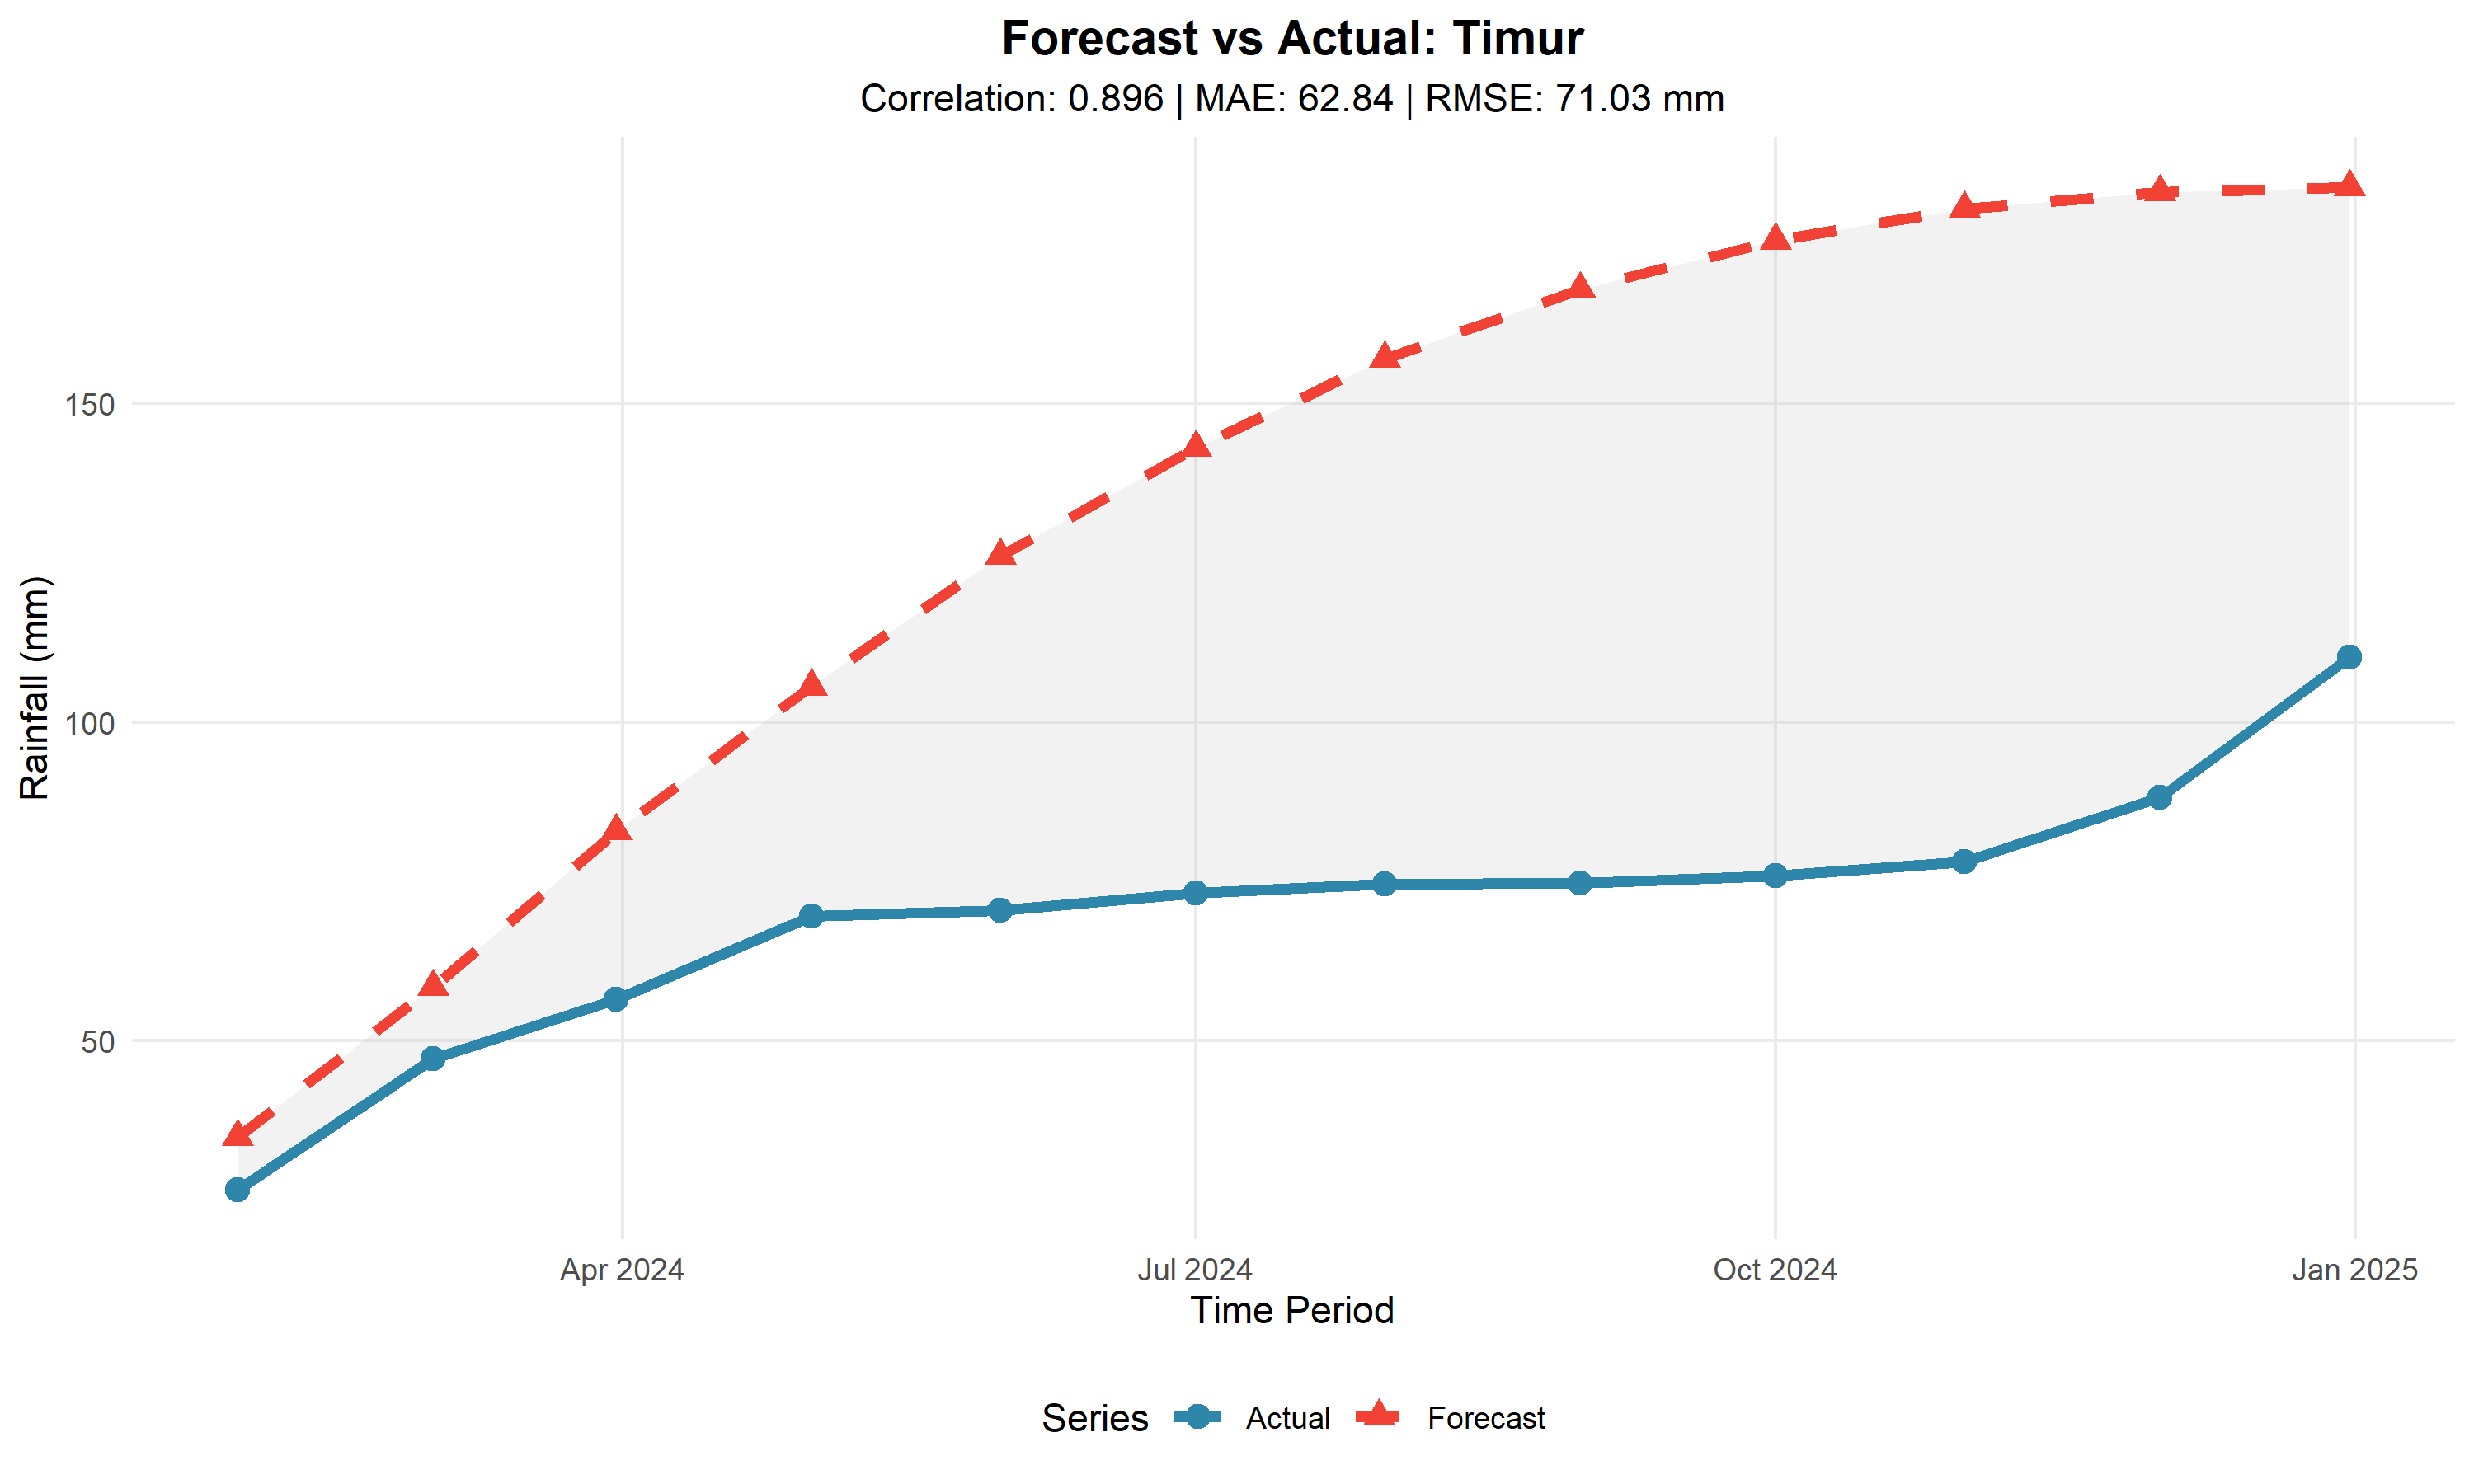 Forecast vs Actual: Timur
Correlation: 0.896 | MAE: 62.84 | RMSE: 71.03 mm
Rainfall (mm)
150
100
50
Apr 2024
Jul 2024
Oct 2024
Jan 2025
Time Period
Series
Actual
Forecast